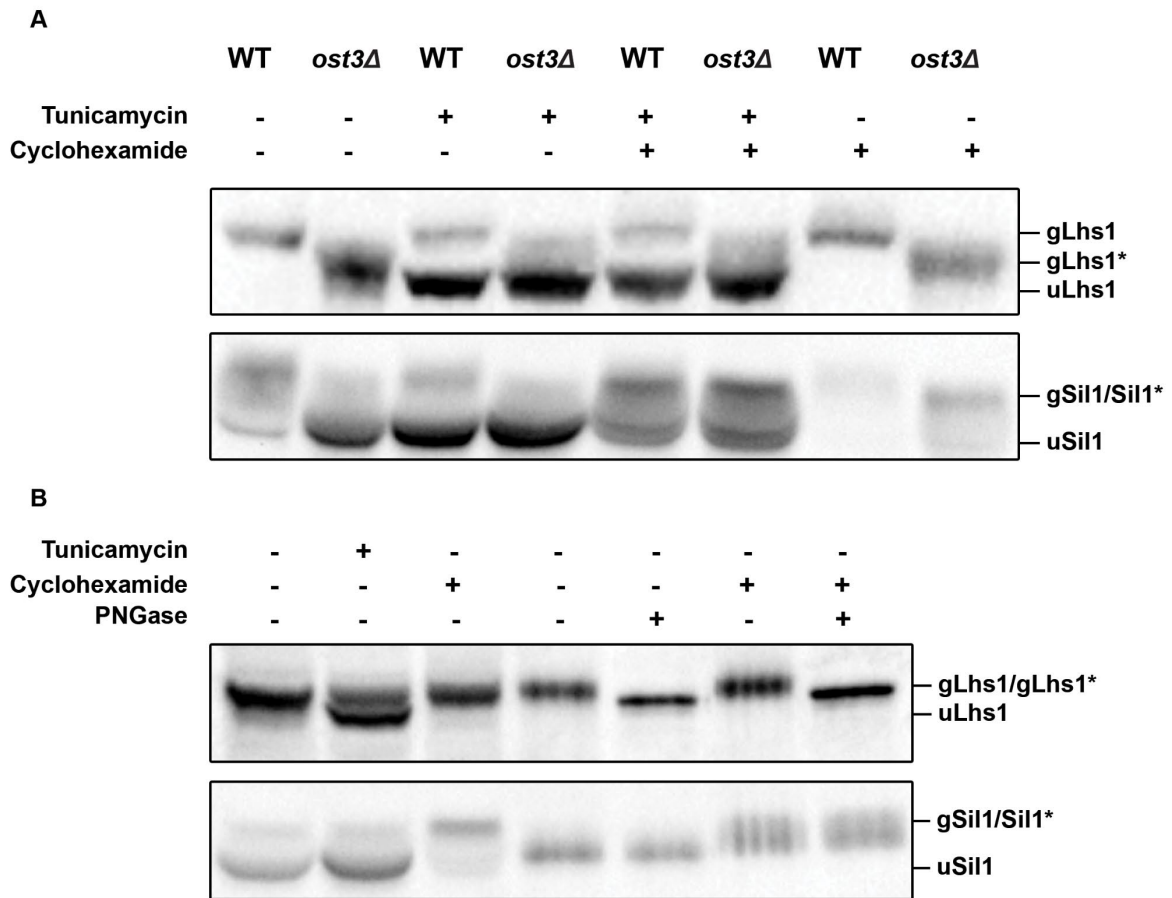 A
WT ost3Δ WT ost3Δ WT ost3Δ WT ost3Δ
Tunicamycin - - + + + + - -
Cyclohexamide - - - - + + + +
gLhs1
gLhs1*
uLhs1
gSil1/Sil1*
uSil1
B
Tunicamycin - + - - - - -
Cyclohexamide - - + - - + +
PNGase - - - - + - +
gLhs1/gLhs1*
uLhs1
gSil1/Sil1*
uSil1